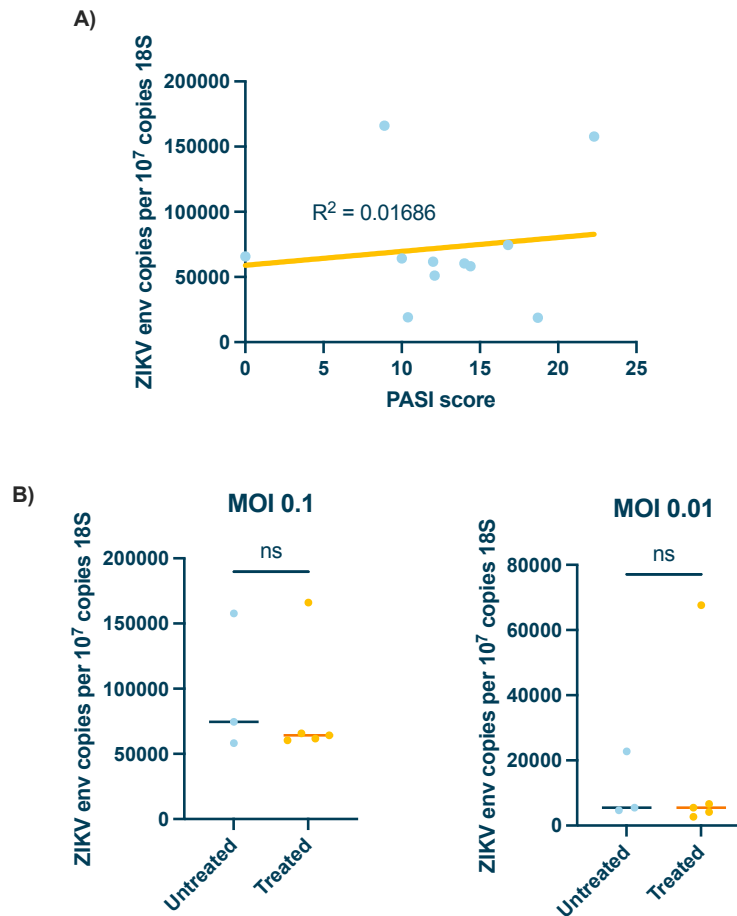 A)
ZIKV env copies per 10⁷ copies 18S
200000
150000
100000
50000
0
R² = 0.01686
0 5 10 15 20 25
PASI score
B)
MOI 0.1
ns
ZIKV env copies per 10⁷ copies 18S
200000
150000
100000
50000
0
Untreated
Treated
MOI 0.01
ns
ZIKV env copies per 10⁷ copies 18S
80000
60000
40000
20000
0
Untreated
Treated